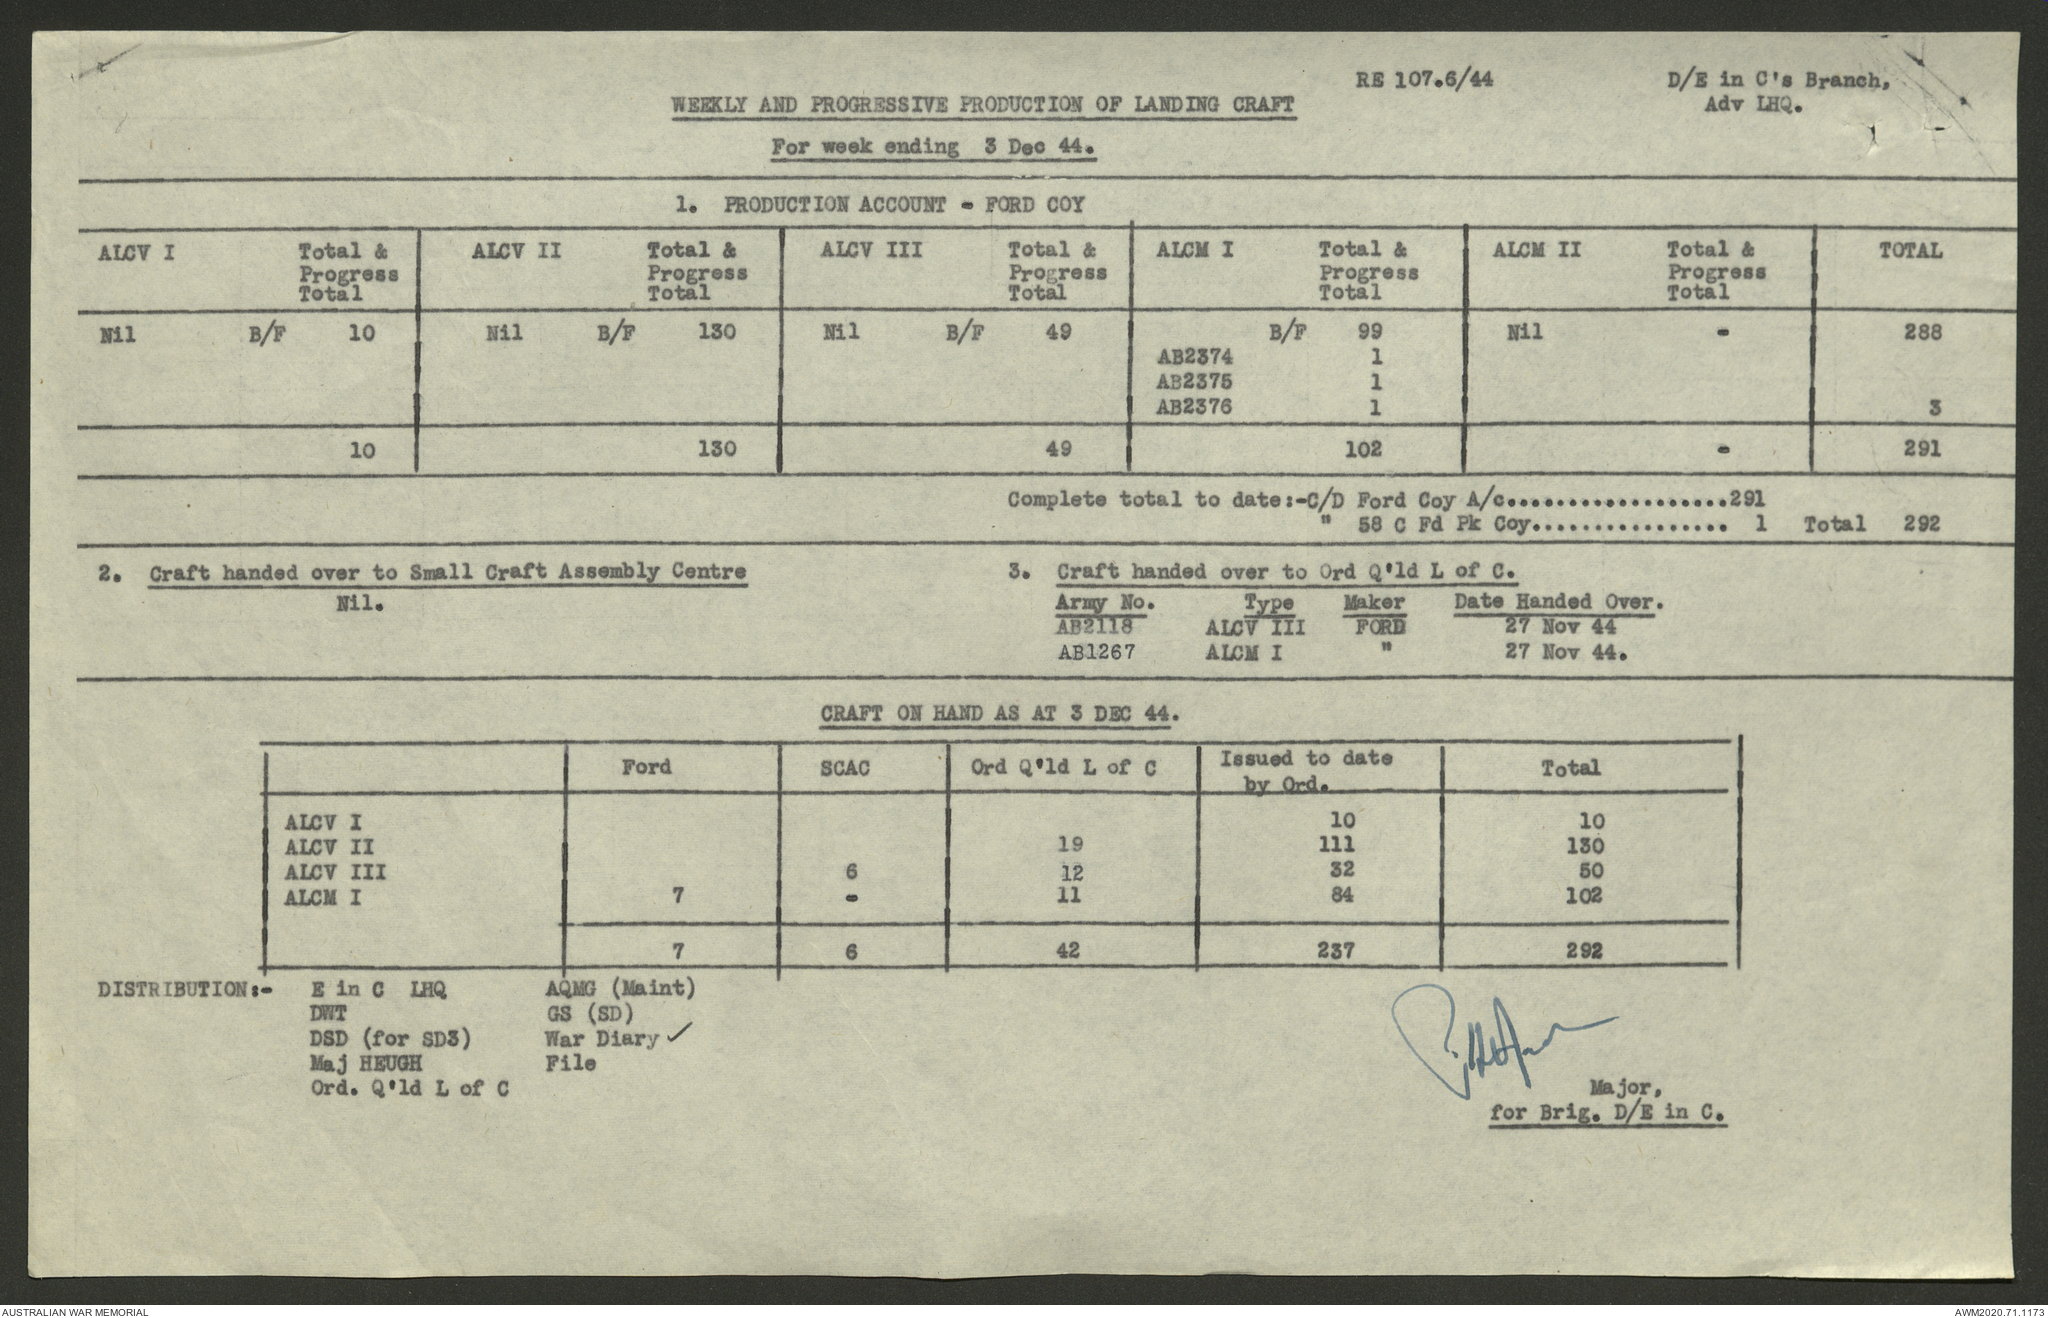 RE 107.6/44 D/E in C's Branch,
Adv LHQ.
WEEKLY AND PROGRESSIVE PRODUCTION OF LANDING CRAFT
For week ending 3 Dec 44.
1. PRODUCTION ACCOUNT - FORD COY
ALCV I Total & ALCV II Total & ALCV III Total & ALCM I Total & ALCM II Total & TOTAL
Progress Progress Progress Progress Progress
Total Total Total Total Total
Nil B/F 10 Nil B/F 130 Nil B/F 49 B/F 99 Nil - 288
AB2374 1
AB2375 1
AB2376 1 3
10 130 49 102 - 291
Complete total to date:-C/D Ford Coy A/c..................291
" 58 C Fd Pk Coy................ 1 Total 292
2. Craft handed over to Small Craft Assembly Centre
Nil.
3. Craft handed over to Ord Q'ld L of C.
Army No. Type Maker Date Handed Over.
AB2118 ALCV III FORD 27 Nov 44
AB1267 ALCM I " 27 Nov 44.
CRAFT ON HAND AS AT 3 DEC 44.
Ford SCAC Ord Q'ld L of C Issued to date Total
by Ord.
ALCV I 10 10
ALCV II 19 111 130
ALCV III 6 12 32 50
ALCM I 7 - 11 84 102
7 6 42 237 292
DISTRIBUTION:- E in C LHQ AQMG (Maint)
DWT GS (SD)
DSD (for SD3) War Diary ✓
Maj HEUGH File
Ord. Q'ld L of C
Major,
for Brig. D/E in C.
AUSTRALIAN WAR MEMORIAL AWM2020.71.1173